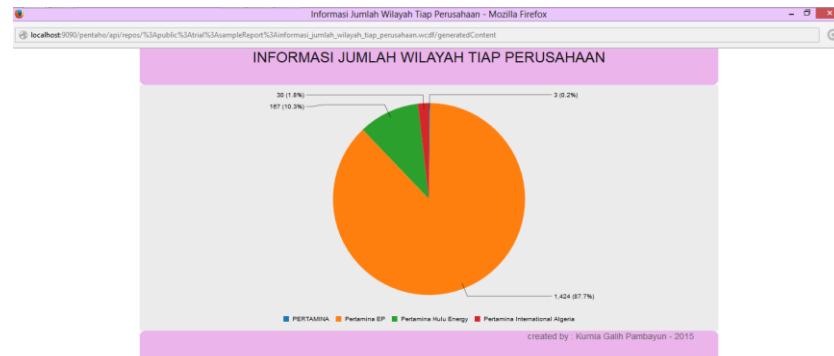 Informasi Jumlah Wilayah Tiap Perusahaan - Mozilla Firefox
localhost:9090/pentaho/api/repos/%3Apublic%3Atrial%3AsampleReport%3Ainformasi_jumlah_wilayah_tiap_perusahaan.wcdf/generatedContent
INFORMASI JUMLAH WILAYAH TIAP PERUSAHAAN
30 (1.8%) 3 (0.2%)
167 (10.3%)
1,424 (87.7%)
PERTAMINA Pertamina EP Pertamina Hulu Energy Pertamina International Algeria
created by : Kurnia Galih Pambayun - 2015